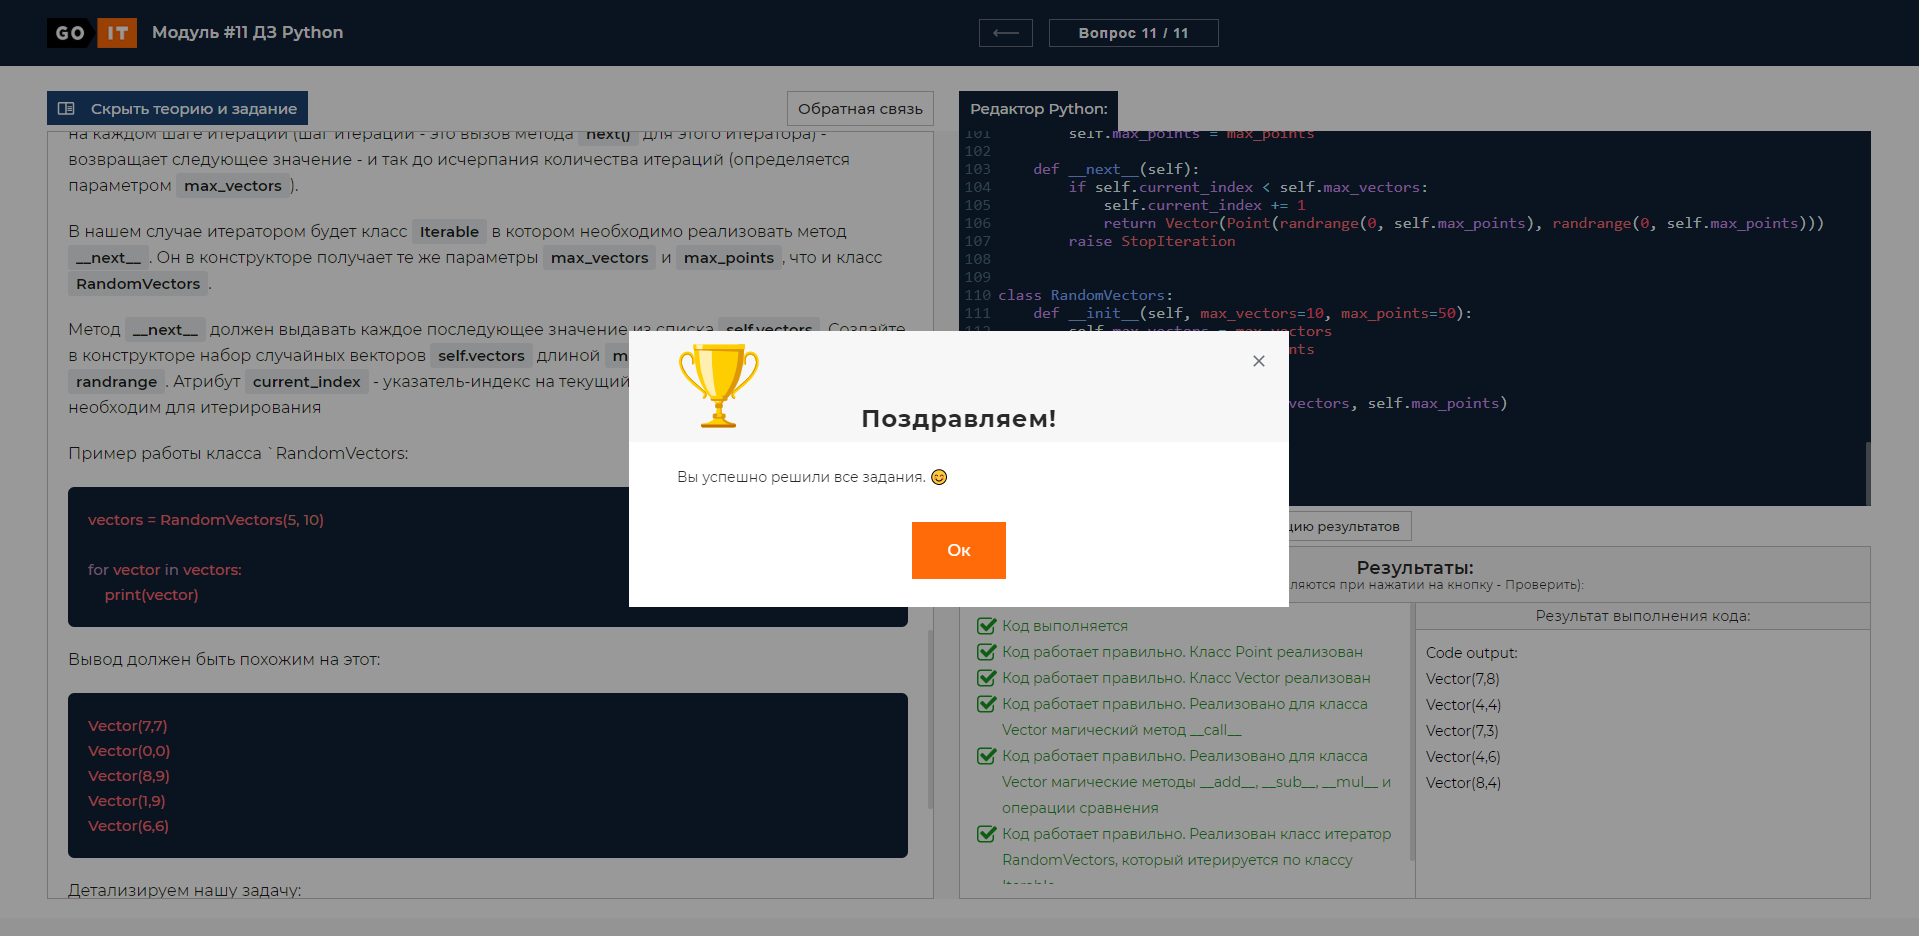 GO IT
Модуль #11 ДЗ Python
Вопрос 11 / 11
Скрыть теорию и задание
Обратная связь
на каждом шаге итерации (шаг итерации - это вызов метода next() для этого итератора) -
возвращает следующее значение - и так до исчерпания количества итераций (определяется
параметром max_vectors ).
В нашем случае итератором будет класс Iterable в котором необходимо реализовать метод
__next__ . Он в конструкторе получает те же параметры max_vectors и max_points , что и класс
RandomVectors .
Метод __next__ должен выдавать каждое последующее значение из списка self.vectors . Создайте
в конструкторе набор случайных векторов self.vectors длиной
randrange . Атрибут current_index - указатель-индекс на текущий
необходим для итерирования
Пример работы класса `RandomVectors:
vectors = RandomVectors(5, 10)
for vector in vectors:
print(vector)
Вывод должен быть похожим на этот:
Vector(7,7)
Vector(0,0)
Vector(8,9)
Vector(1,9)
Vector(6,6)
Детализируем нашу задачу:
Редактор Python:
101 self.max_points = max_points
102
103 def __next__(self):
104 if self.current_index < self.max_vectors:
105 self.current_index += 1
106 return Vector(Point(randrange(0, self.max_points), randrange(0, self.max_points)))
107 raise StopIteration
108
109
110 class RandomVectors:
111 def __init__(self, max_vectors=10, max_points=50):
112 self.max_vectors = max_vectors
nts
vectors, self.max_points)
Поздравляем!
Вы успешно решили все задания. 😊
Ок
цию результатов
Результаты:
ляются при нажатии на кнопку - Проверить):
Код выполняется
Код работает правильно. Класс Point реализован
Код работает правильно. Класс Vector реализован
Код работает правильно. Реализовано для класса
Vector магический метод __call__
Код работает правильно. Реализовано для класса
Vector магические методы __add__, __sub__, __mul__ и
операции сравнения
Код работает правильно. Реализован класс итератор
RandomVectors, который итерируется по классу
Результат выполнения кода:
Code output:
Vector(7,8)
Vector(4,4)
Vector(7,3)
Vector(4,6)
Vector(8,4)